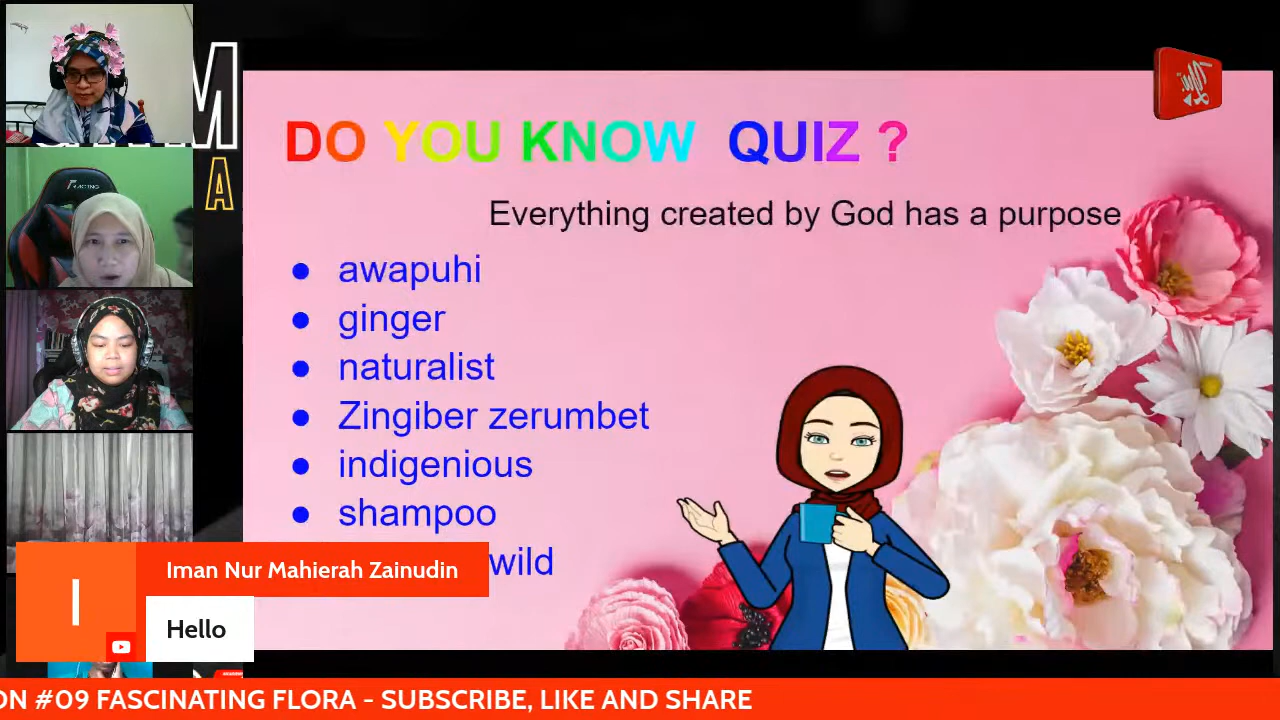 M
A
DO YOU KNOW QUIZ ?
Everything created by God has a purpose
awapuhi
ginger
naturalist
Zingiber zerumbet
indigenious
shampoo
wild
I
Iman Nur Mahierah Zainudin
Hello
ON #09 FASCINATING FLORA - SUBSCRIBE, LIKE AND SHARE